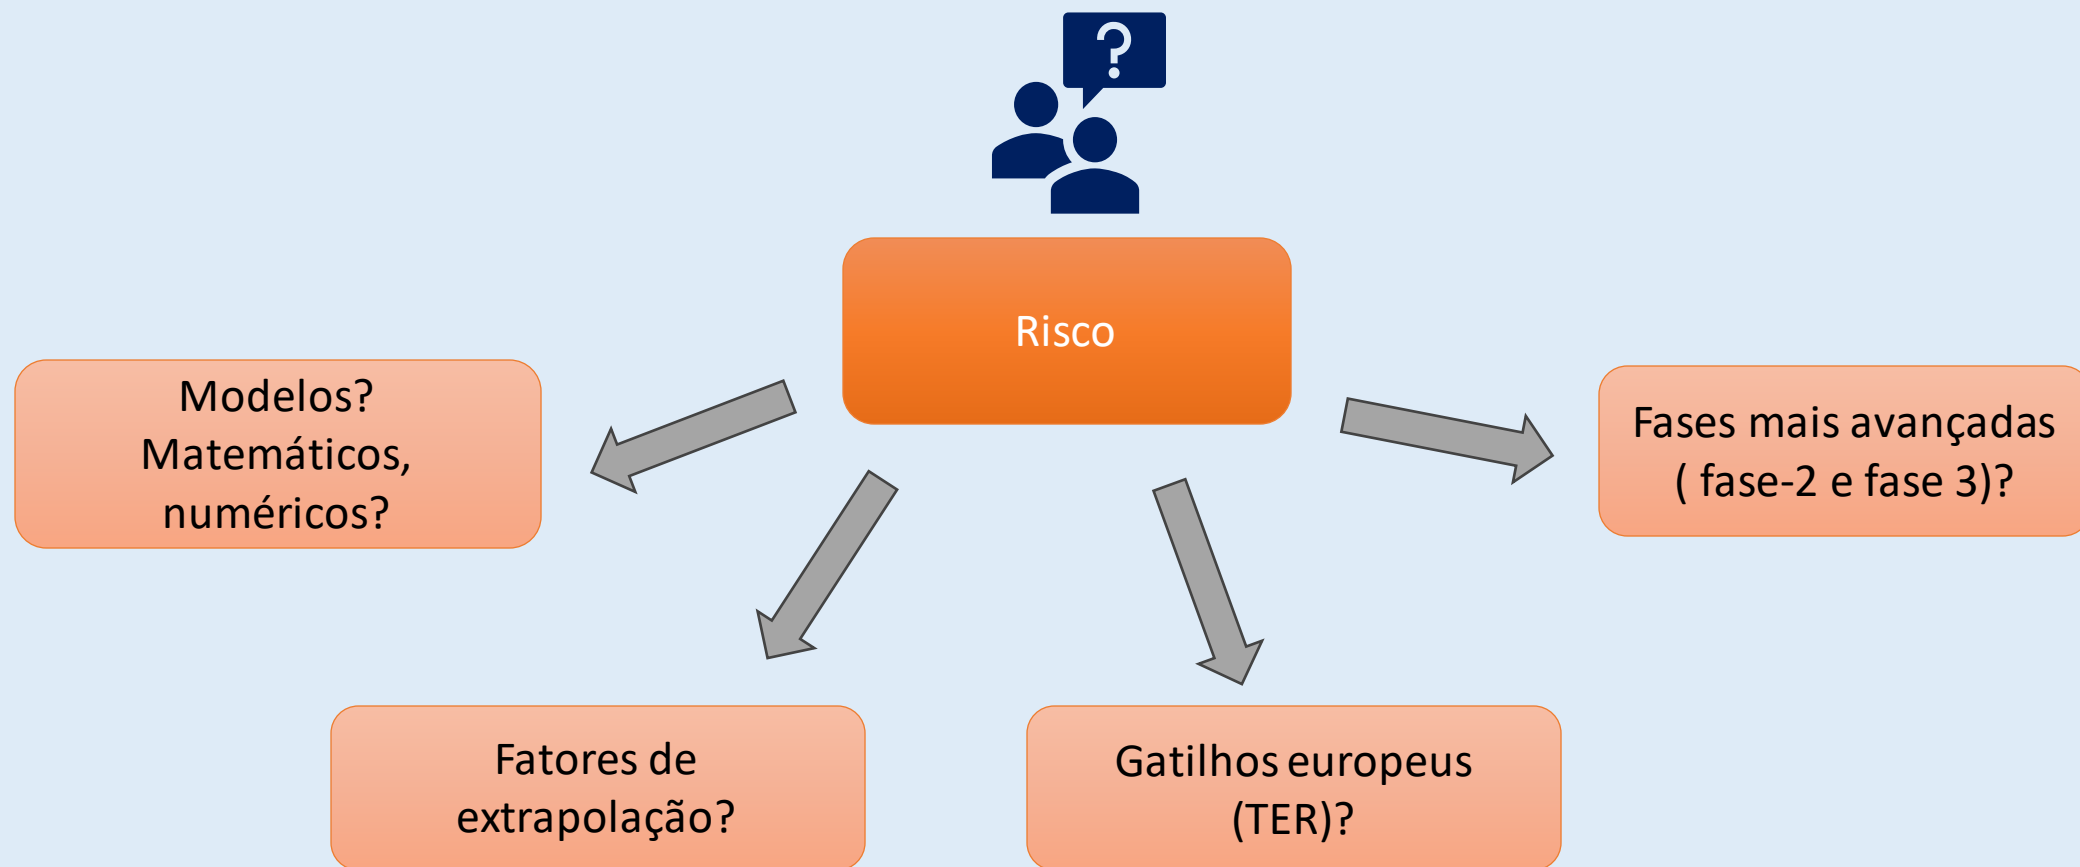 ?
Risco
Modelos?
Matemáticos,
numéricos?
Fases mais avançadas
( fase-2 e fase 3)?
Fatores de
extrapolação?
Gatilhos europeus
(TER)?